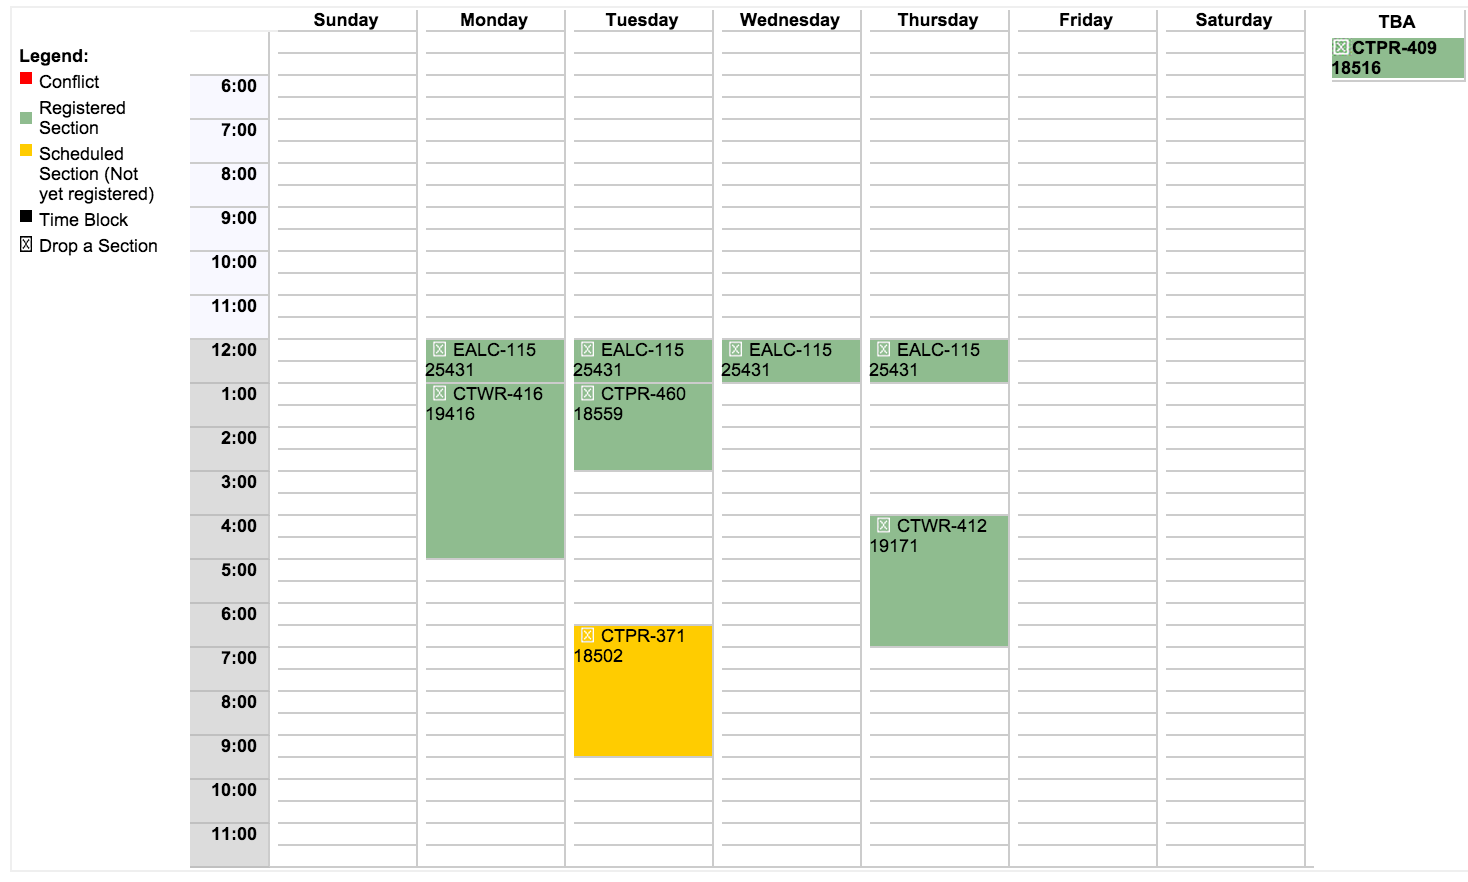 Sunday Monday Tuesday Wednesday Thursday Friday Saturday TBA
CTPR-409
18516
Legend:
Conflict
Registered
Section
Scheduled
Section (Not
yet registered)
Time Block
Drop a Section
6:00
7:00
8:00
9:00
10:00
11:00
12:00
EALC-115 EALC-115 EALC-115 EALC-115
25431 25431 25431 25431
1:00
CTWR-416 CTPR-460
19416 18559
2:00
3:00
4:00
CTWR-412
19171
5:00
6:00
CTPR-371
18502
7:00
8:00
9:00
10:00
11:00